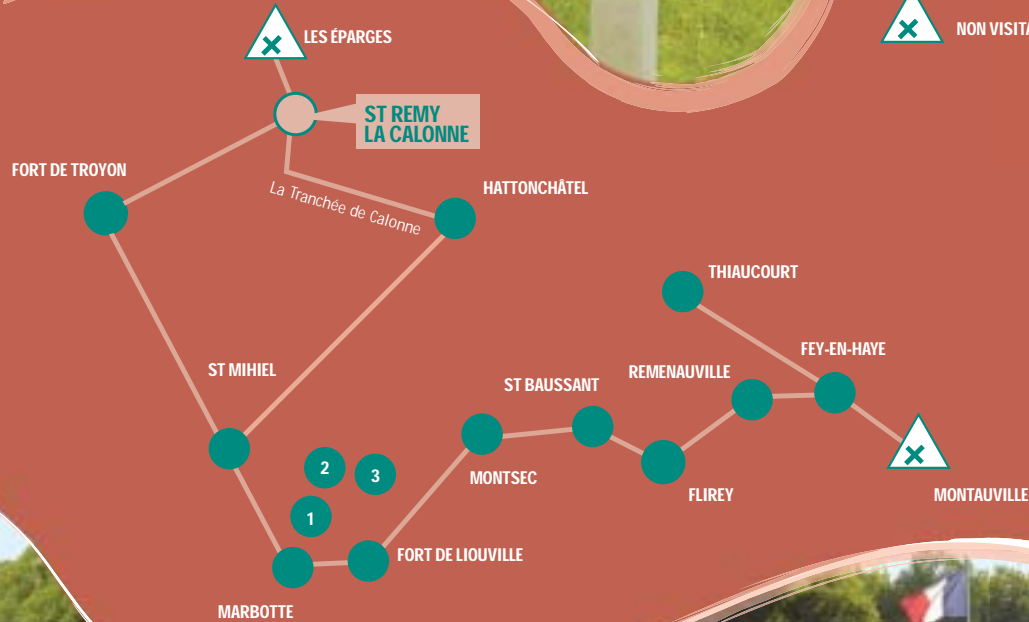 LES ÉPARGES
NON VISITA
ST REMY
LA CALONNE
FORT DE TROYON
La Tranchée de Calonne
HATTONCHÂTEL
THIAUCOURT
FEY-EN-HAYE
ST MIHIEL
REMENAUVILLE
ST BAUSSANT
2
3
MONTSEC
FLIREY
MONTAUVILLE
1
FORT DE LIOUVILLE
MARBOTTE